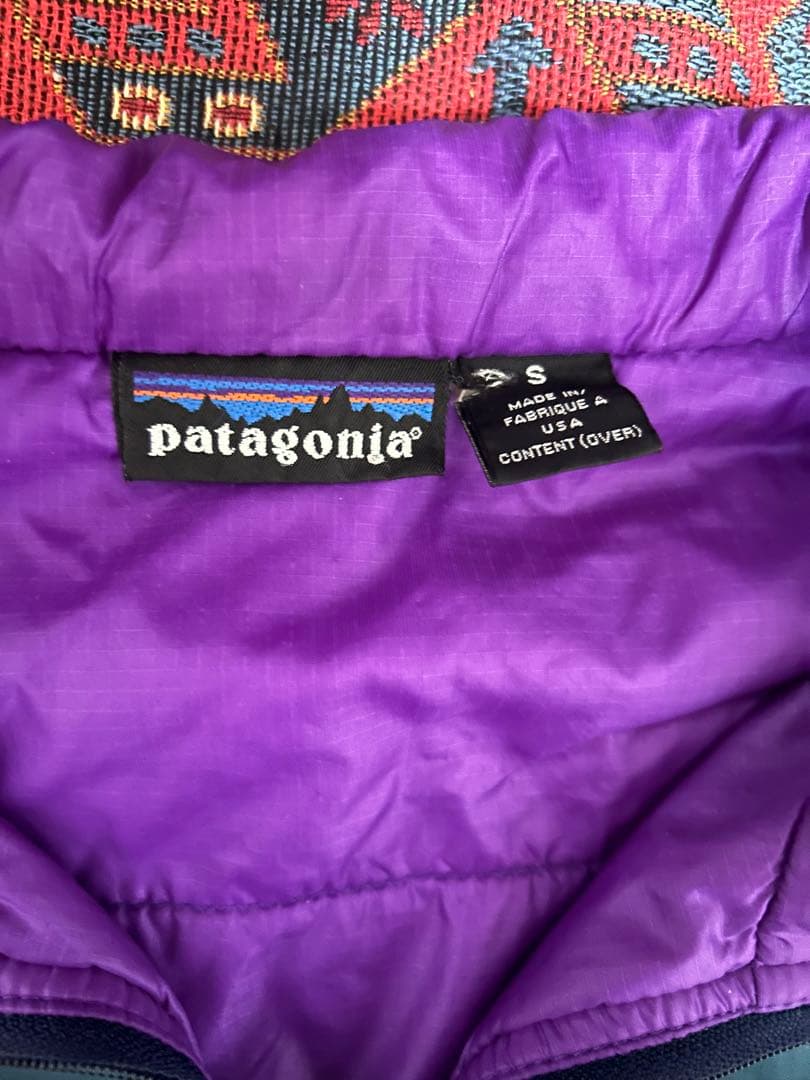 patagonia®
S
MADE IN/
FABRIQUE A
USA
CONTENT (OVER)